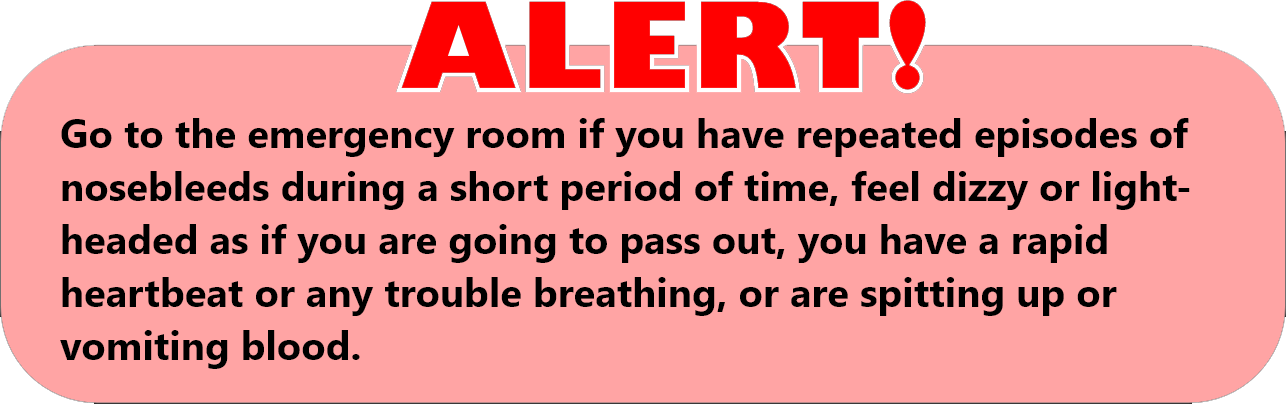 ALERT!
Go to the emergency room if you have repeated episodes of
nosebleeds during a short period of time, feel dizzy or light-
headed as if you are going to pass out, you have a rapid
heartbeat or any trouble breathing, or are spitting up or
vomiting blood.